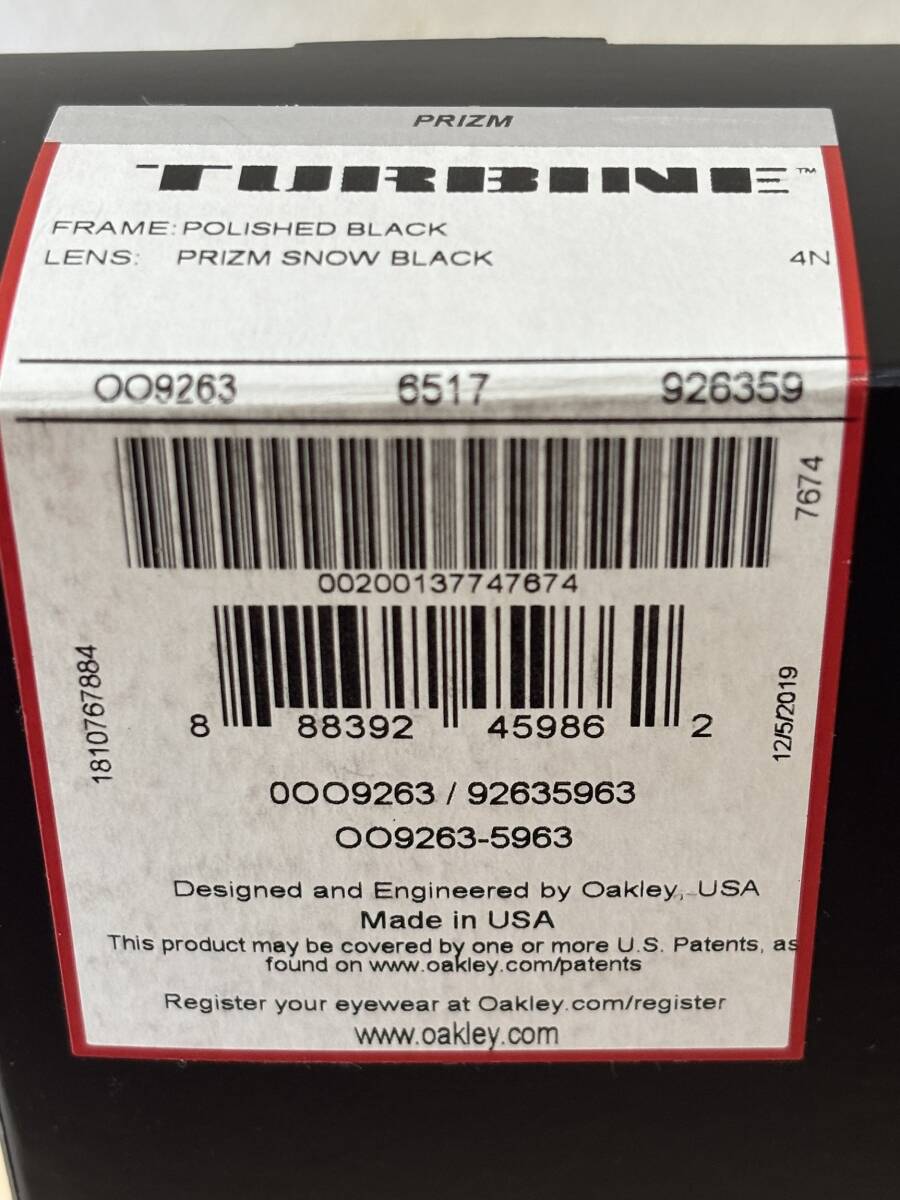 PRIZM
TURBINE™
FRAME: POLISHED BLACK
LENS: PRIZM SNOW BLACK 4N
OO9263 6517 926359
7674
00200137747674
1810767884
8 88392 45986 2
12/5/2019
0OO9263 / 92635963
OO9263-5963
Designed and Engineered by Oakley, USA
Made in USA
This product may be covered by one or more U.S. Patents, as
found on www.oakley.com/patents
Register your eyewear at Oakley.com/register
www.oakley.com